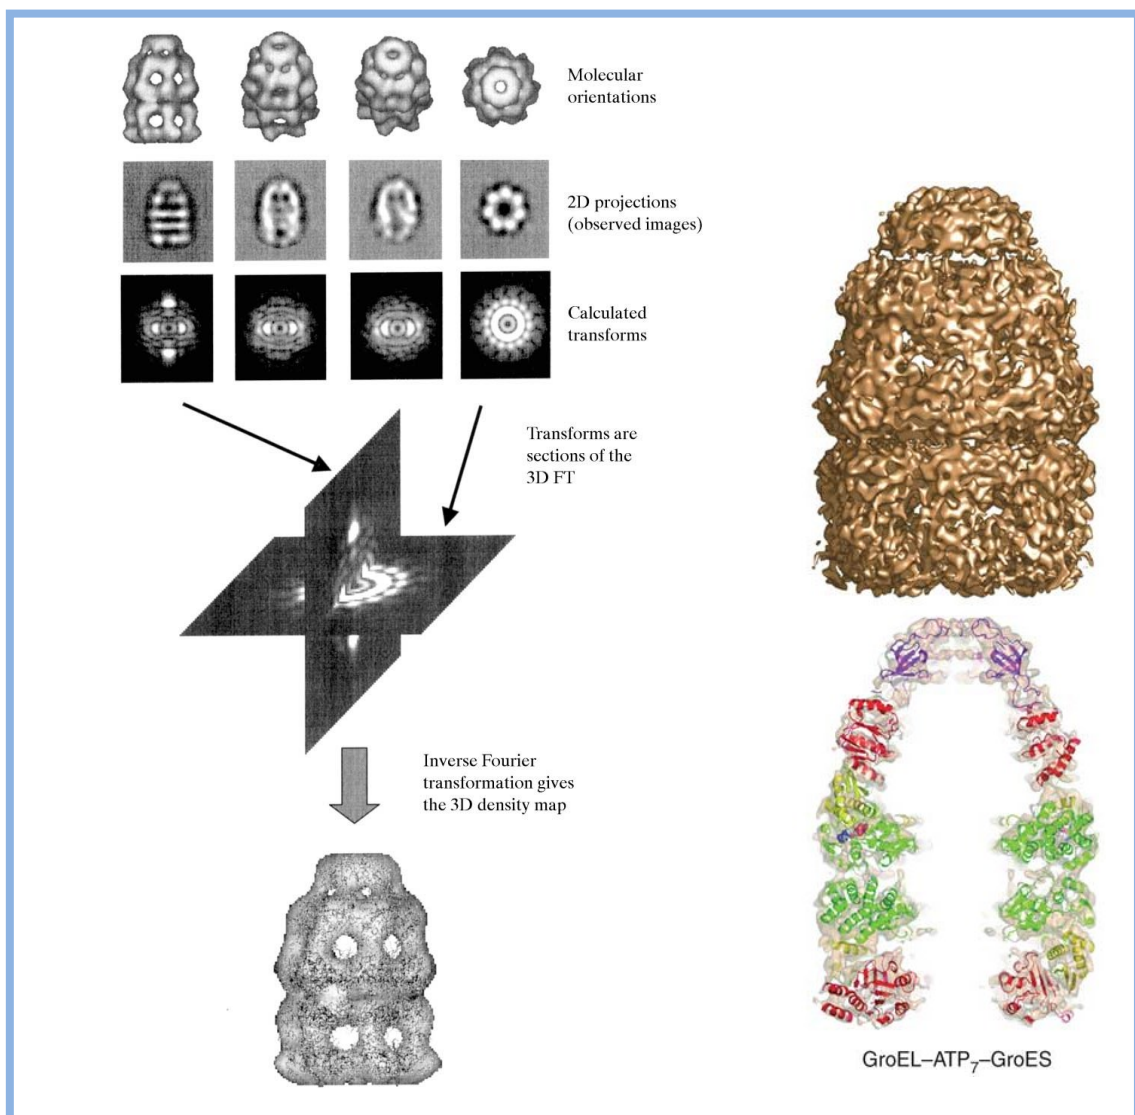 Molecular
orientations
2D projections
(observed images)
Calculated
transforms
Transforms are
sections of the
3D FT
Inverse Fourier
transformation gives
the 3D density map
GroEL–ATP₇–GroES